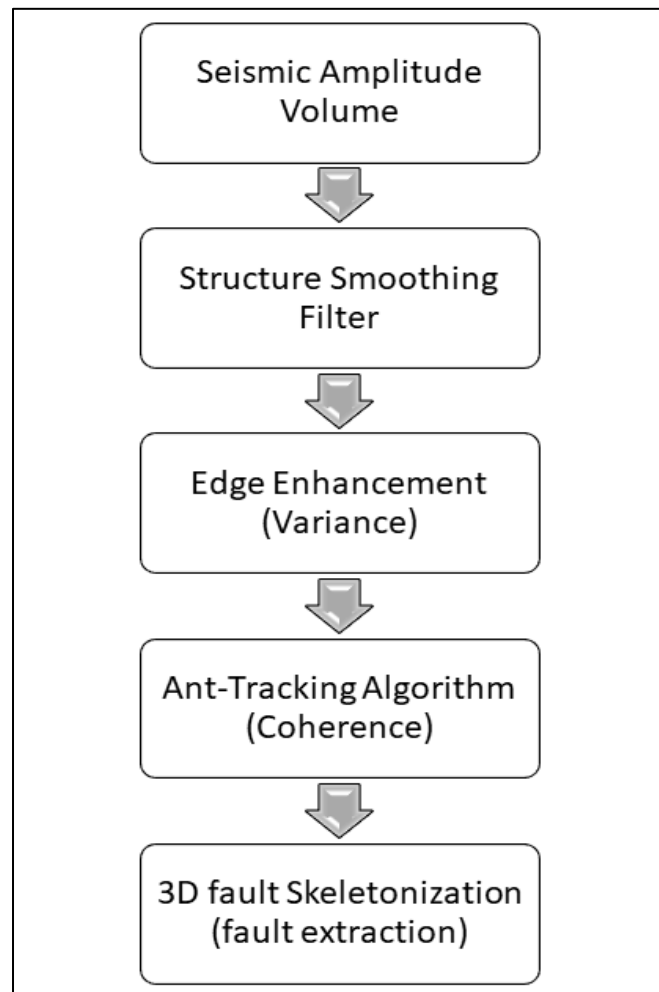 Seismic Amplitude
Volume
Structure Smoothing
Filter
Edge Enhancement
(Variance)
Ant-Tracking Algorithm
(Coherence)
3D fault Skeletonization
(fault extraction)